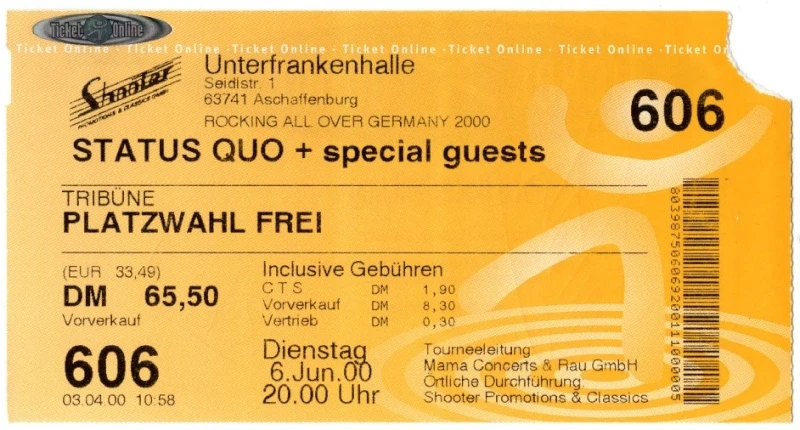 Ticket Online
Ticket Online - Ticket Online -Ticket Online - Ticket Online -Ticket Online - Ticket Online -Ticket O
Shooter
PROMOTIONS & CLASSICS GMBH
Unterfrankenhalle
Seidlstr. 1
63741 Aschaffenburg
ROCKING ALL OVER GERMANY 2000
606
STATUS QUO + special guests
TRIBÜNE
PLATZWAHL FREI
(EUR 33,49)
DM 65,50
Vorverkauf
Inclusive Gebühren
CTS DM 1,90
Vorverkauf DM 8,30
Vertrieb DM 0,30
606
03.04.00 10:58
Dienstag
6.Jun.00
20.00 Uhr
Tourneeleitung:
Mama Concerts & Rau GmbH
Örtliche Durchführung:
Shooter Promotions & Classics